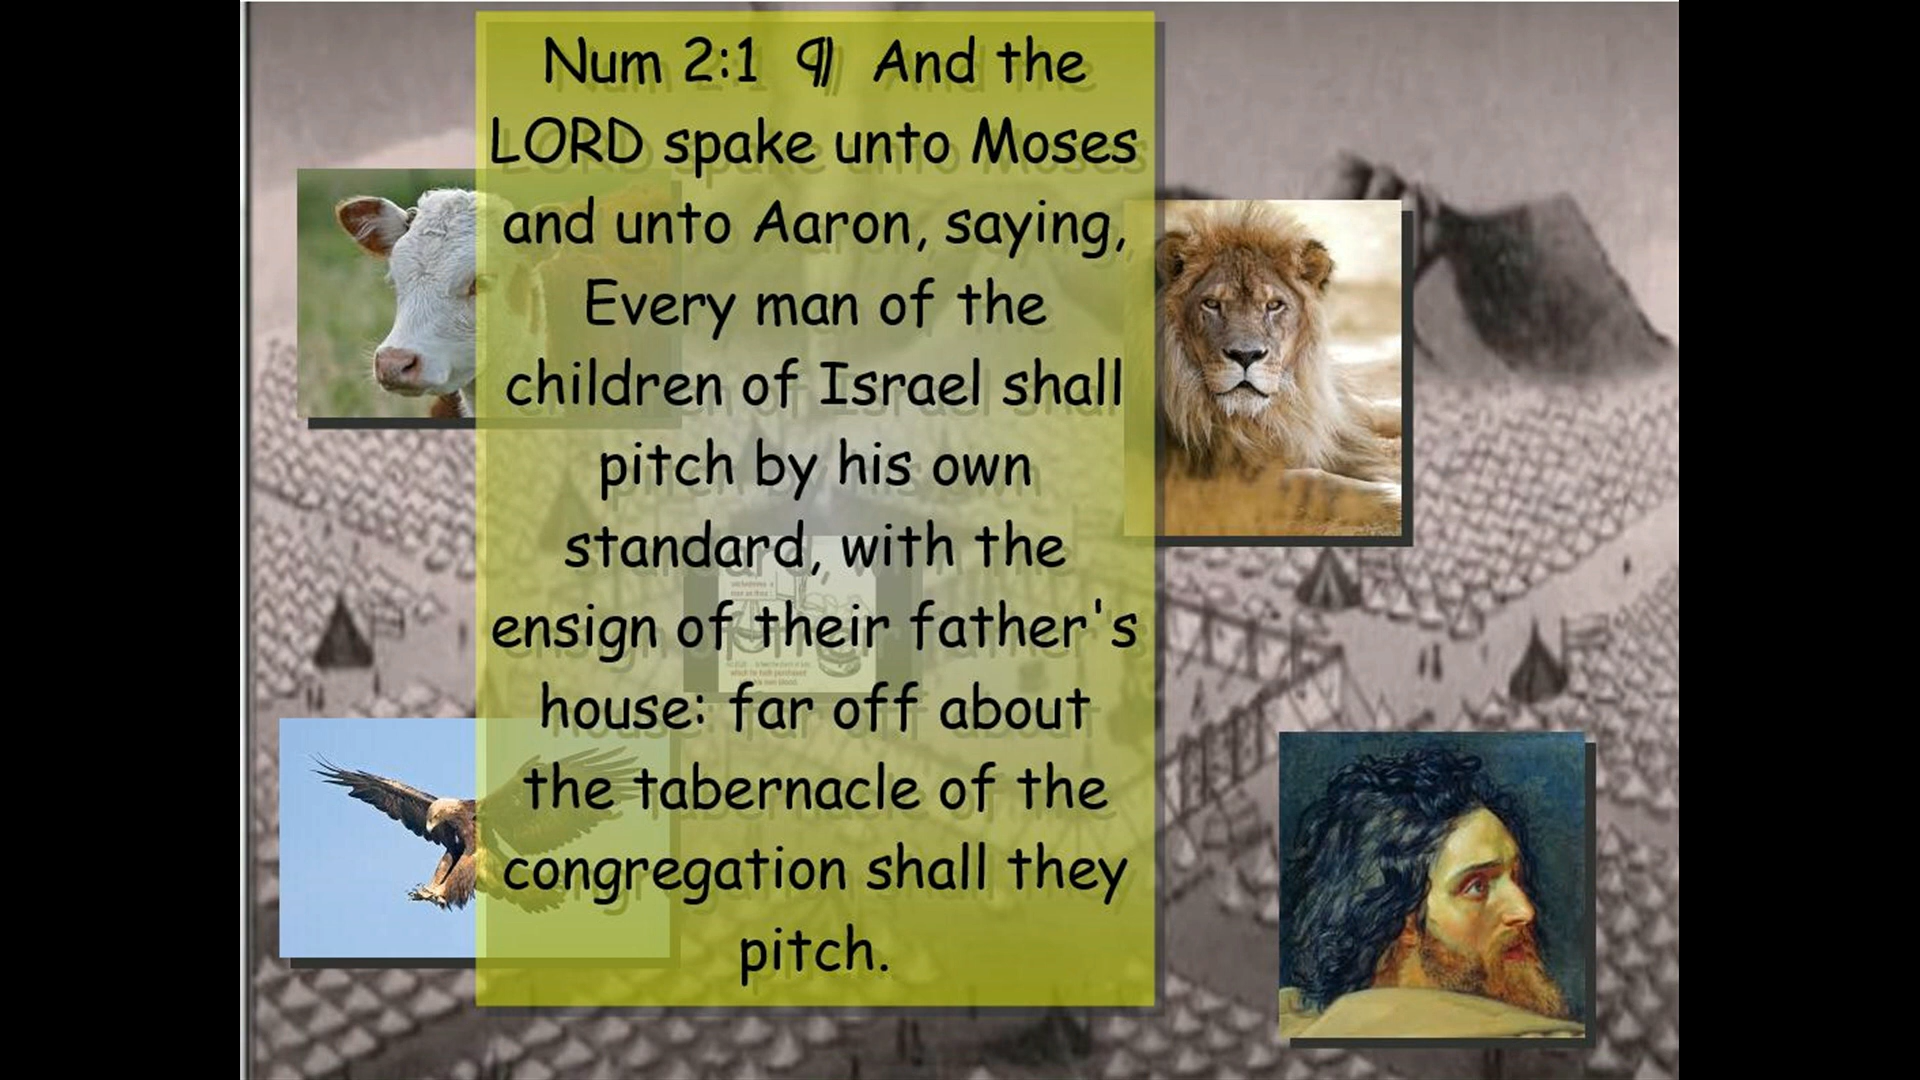 Num 2:1 ¶ And the
LORD spake unto Moses
and unto Aaron, saying,
Every man of the
children of Israel shall
pitch by his own
standard, with the
ensign of their father's
house: far off about
the tabernacle of the
congregation shall they
pitch.